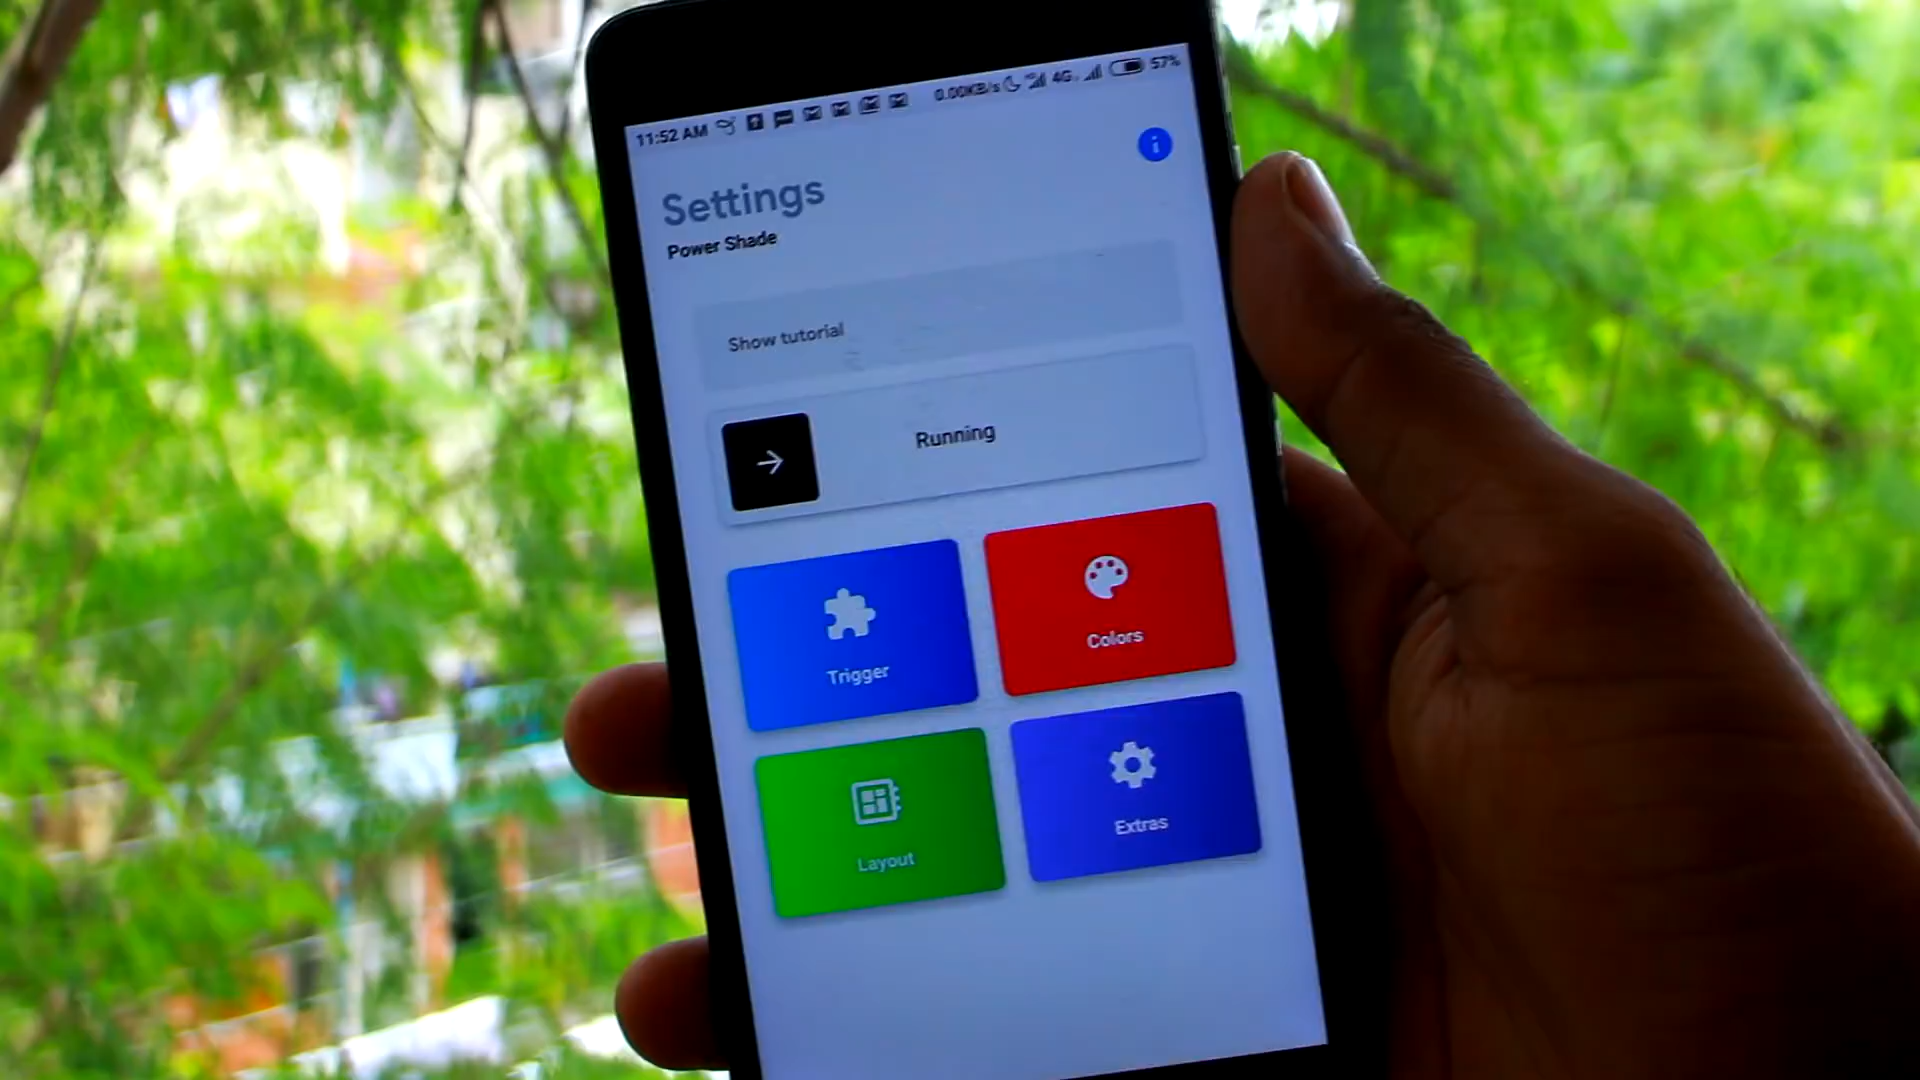 11:52 AM 0.00KB/s 4G 57%
Settings
Power Shade
Show tutorial
Running
Trigger
Colors
Layout
Extras